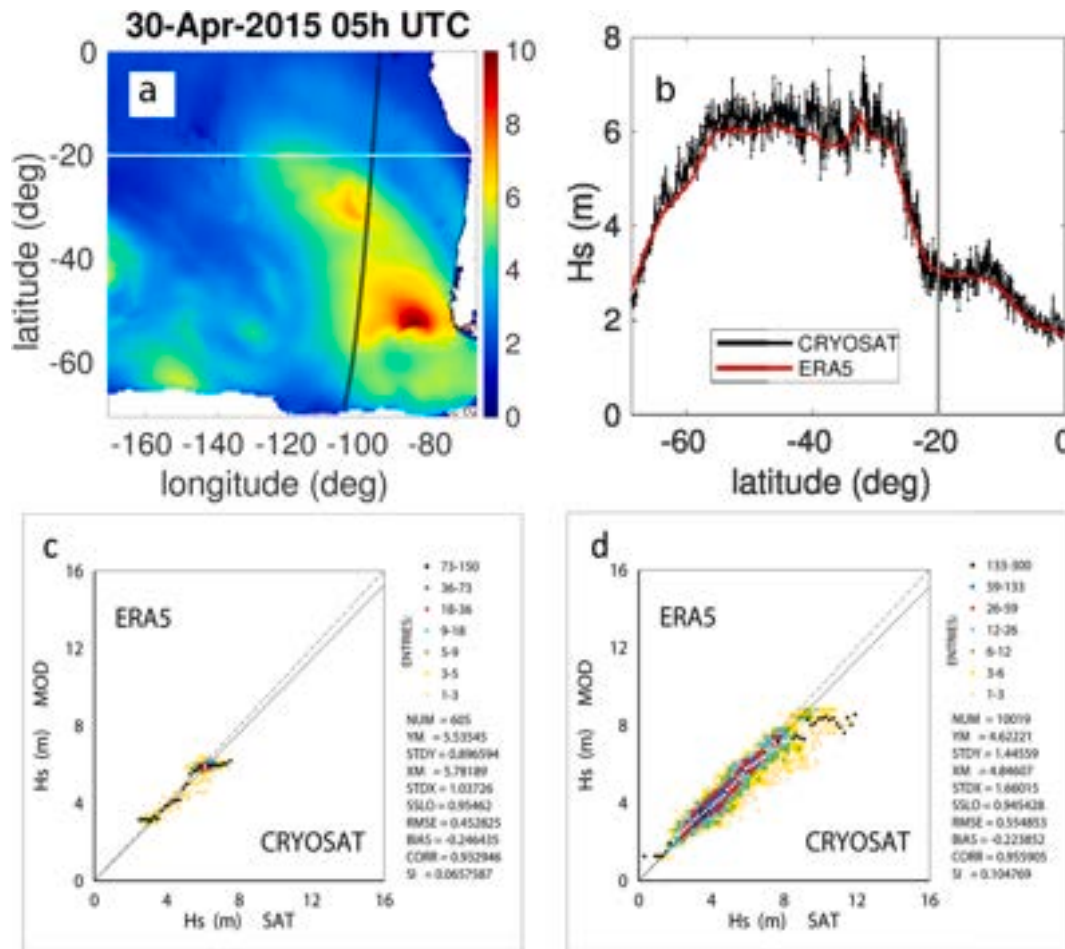 30-Apr-2015 05h UTC
a
0
-20
-40
-60
latitude (deg)
-160 -140 -120 -100 -80
longitude (deg)
10
8
6
4
2
0
b
8
6
4
2
0
Hs (m)
CRYOSAT
ERA5
-60 -40 -20 0
latitude (deg)
c
16
12
8
4
0
Hs (m) MOD
ERA5
CRYOSAT
0 4 8 12 16
Hs (m) SAT
ENTRIES:
73-150
36-73
18-36
9-18
5-9
3-5
1-3
NUM = 605
YM = 5.53545
STDY = 0.896594
XM = 5.78189
STDX = 1.03726
SSLO = 0.95462
RMSE = 0.452825
BIAS = -0.246435
CORR = 0.932946
SI = 0.0657587
d
16
12
8
4
0
Hs (m) MOD
ERA5
CRYOSAT
0 4 8 12 16
Hs (m) SAT
ENTRIES:
133-300
59-133
26-59
12-26
6-12
3-6
1-3
NUM = 10019
YM = 4.62221
STDY = 1.44559
XM = 4.84607
STDX = 1.66015
SSLO = 0.945428
RMSE = 0.554853
BIAS = -0.223852
CORR = 0.955905
SI = 0.104769